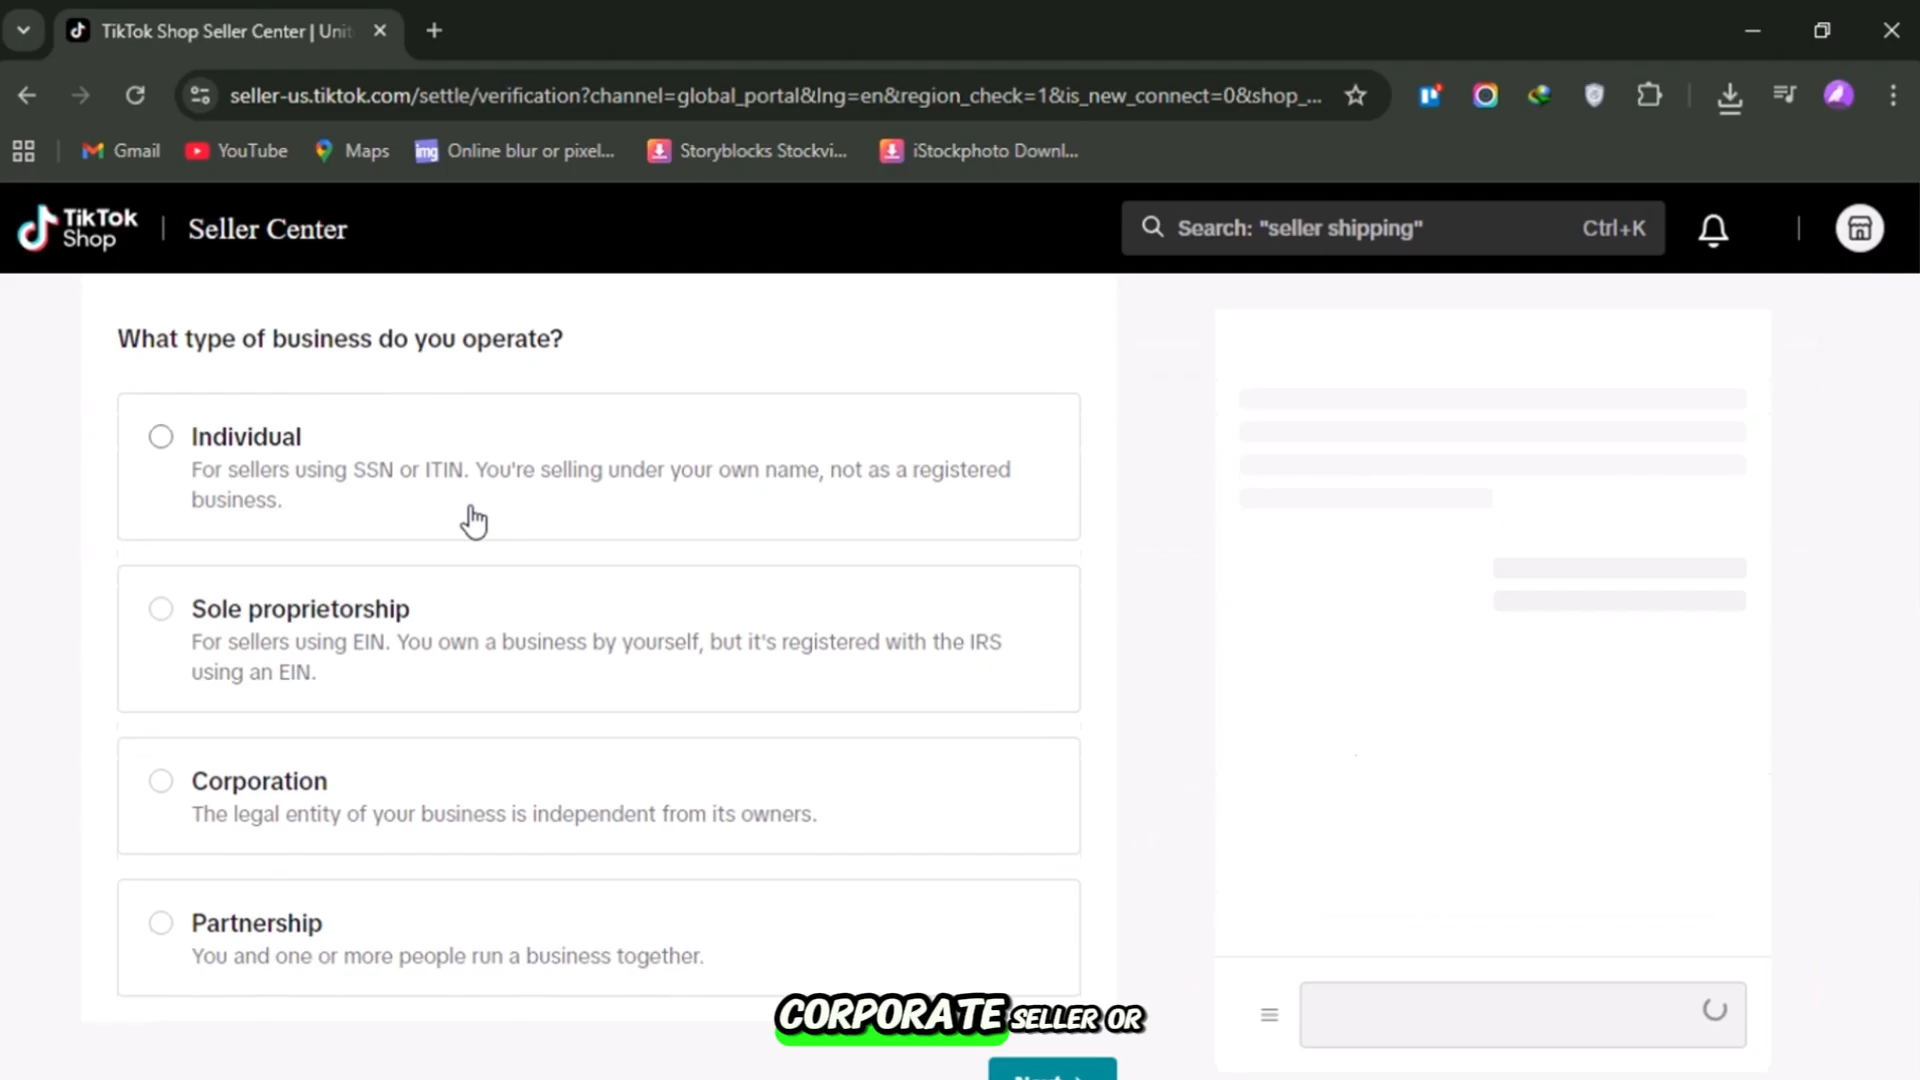 TikTok Shop Seller Center | Unit
seller-us.tiktok.com/settle/verification?channel=global_portal&lng=en&region_check=1&is_new_connect=0&shop_...
Gmail
YouTube
Maps
img
Online blur or pixel...
Storyblocks Stockvi...
iStockphoto Downl...
TikTok
Shop
Seller Center
Search: "seller shipping"
Ctrl+K
What type of business do you operate?
Individual
For sellers using SSN or ITIN. You're selling under your own name, not as a registered
business.
Sole proprietorship
For sellers using EIN. You own a business by yourself, but it's registered with the IRS
using an EIN.
Corporation
The legal entity of your business is independent from its owners.
Partnership
You and one or more people run a business together.
CORPORATE SELLER OR